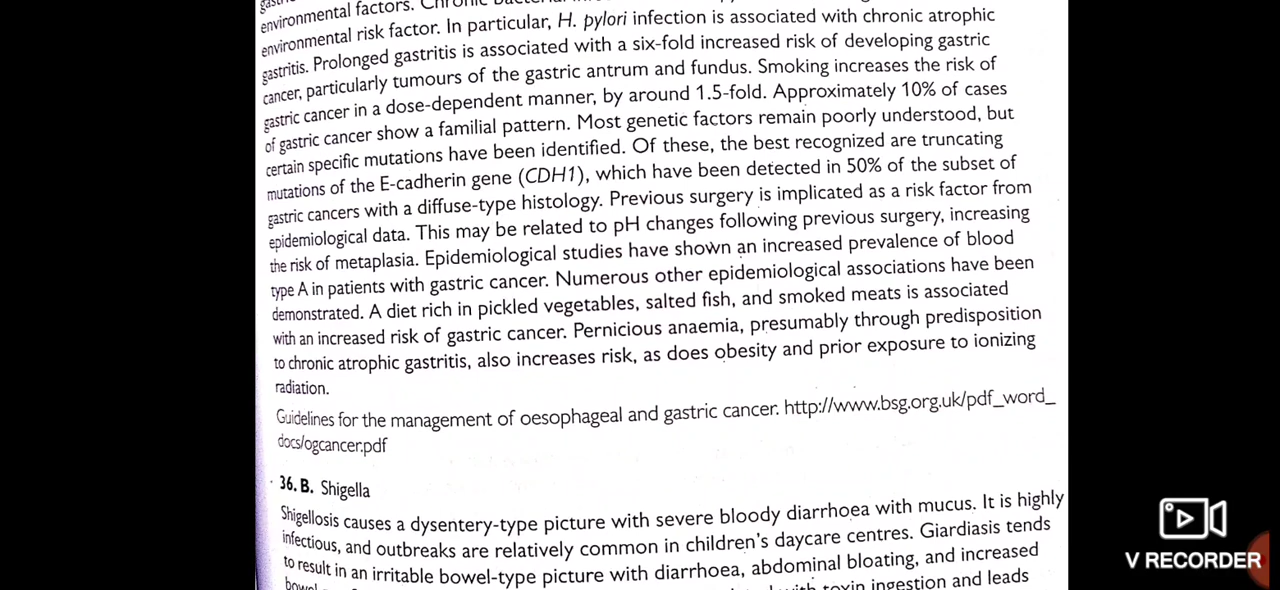 environmental factors. Chronic
environmental risk factor. In particular, H. pylori infection is associated with chronic atrophic
gastritis. Prolonged gastritis is associated with a six-fold increased risk of developing gastric
cancer, particularly tumours of the gastric antrum and fundus. Smoking increases the risk of
gastric cancer in a dose-dependent manner, by around 1.5-fold. Approximately 10% of cases
of gastric cancer show a familial pattern. Most genetic factors remain poorly understood, but
certain specific mutations have been identified. Of these, the best recognized are truncating
mutations of the E-cadherin gene (CDH1), which have been detected in 50% of the subset of
gastric cancers with a diffuse-type histology. Previous surgery is implicated as a risk factor from
epidemiological data. This may be related to pH changes following previous surgery, increasing
the risk of metaplasia. Epidemiological studies have shown an increased prevalence of blood
type A in patients with gastric cancer. Numerous other epidemiological associations have been
demonstrated. A diet rich in pickled vegetables, salted fish, and smoked meats is associated
with an increased risk of gastric cancer. Pernicious anaemia, presumably through predisposition
to chronic atrophic gastritis, also increases risk, as does obesity and prior exposure to ionizing
radiation.
Guidelines for the management of oesophageal and gastric cancer. http://www.bsg.org.uk/pdf_word_
docs/ogcancer.pdf
36. B. Shigella
Shigellosis causes a dysentery-type picture with severe bloody diarrhoea with mucus. It is highly
infectious, and outbreaks are relatively common in children's daycare centres. Giardiasis tends
to result in an irritable bowel-type picture with diarrhoea, abdominal bloating, and increased
with toxin ingestion and leads
V RECORDER